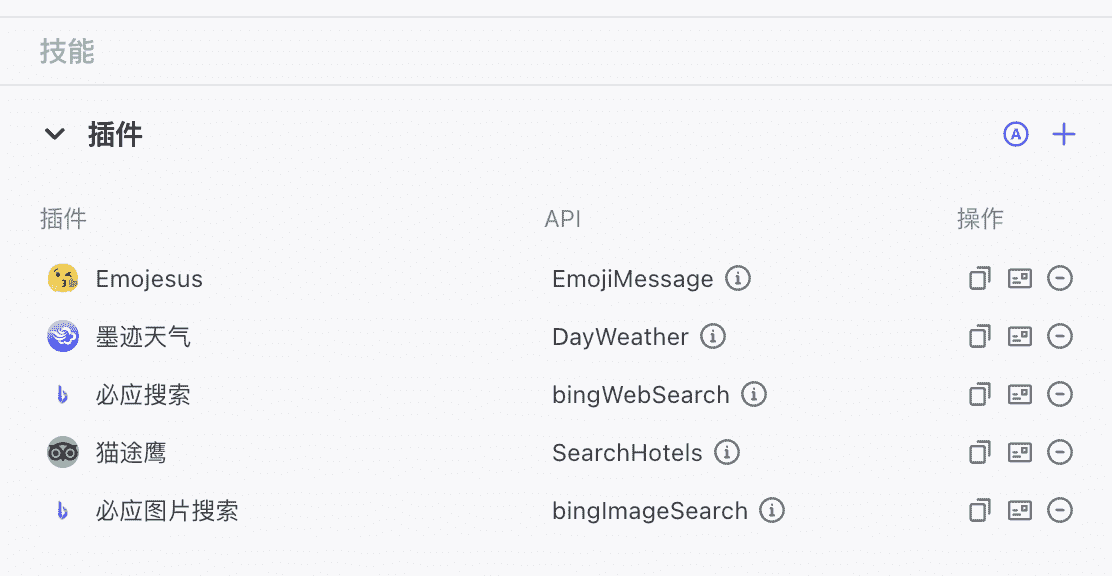 技能
插件
插件 API 操作
Emojesus EmojiMessage
墨迹天气 DayWeather
必应搜索 bingWebSearch
猫途鹰 SearchHotels
必应图片搜索 bingImageSearch